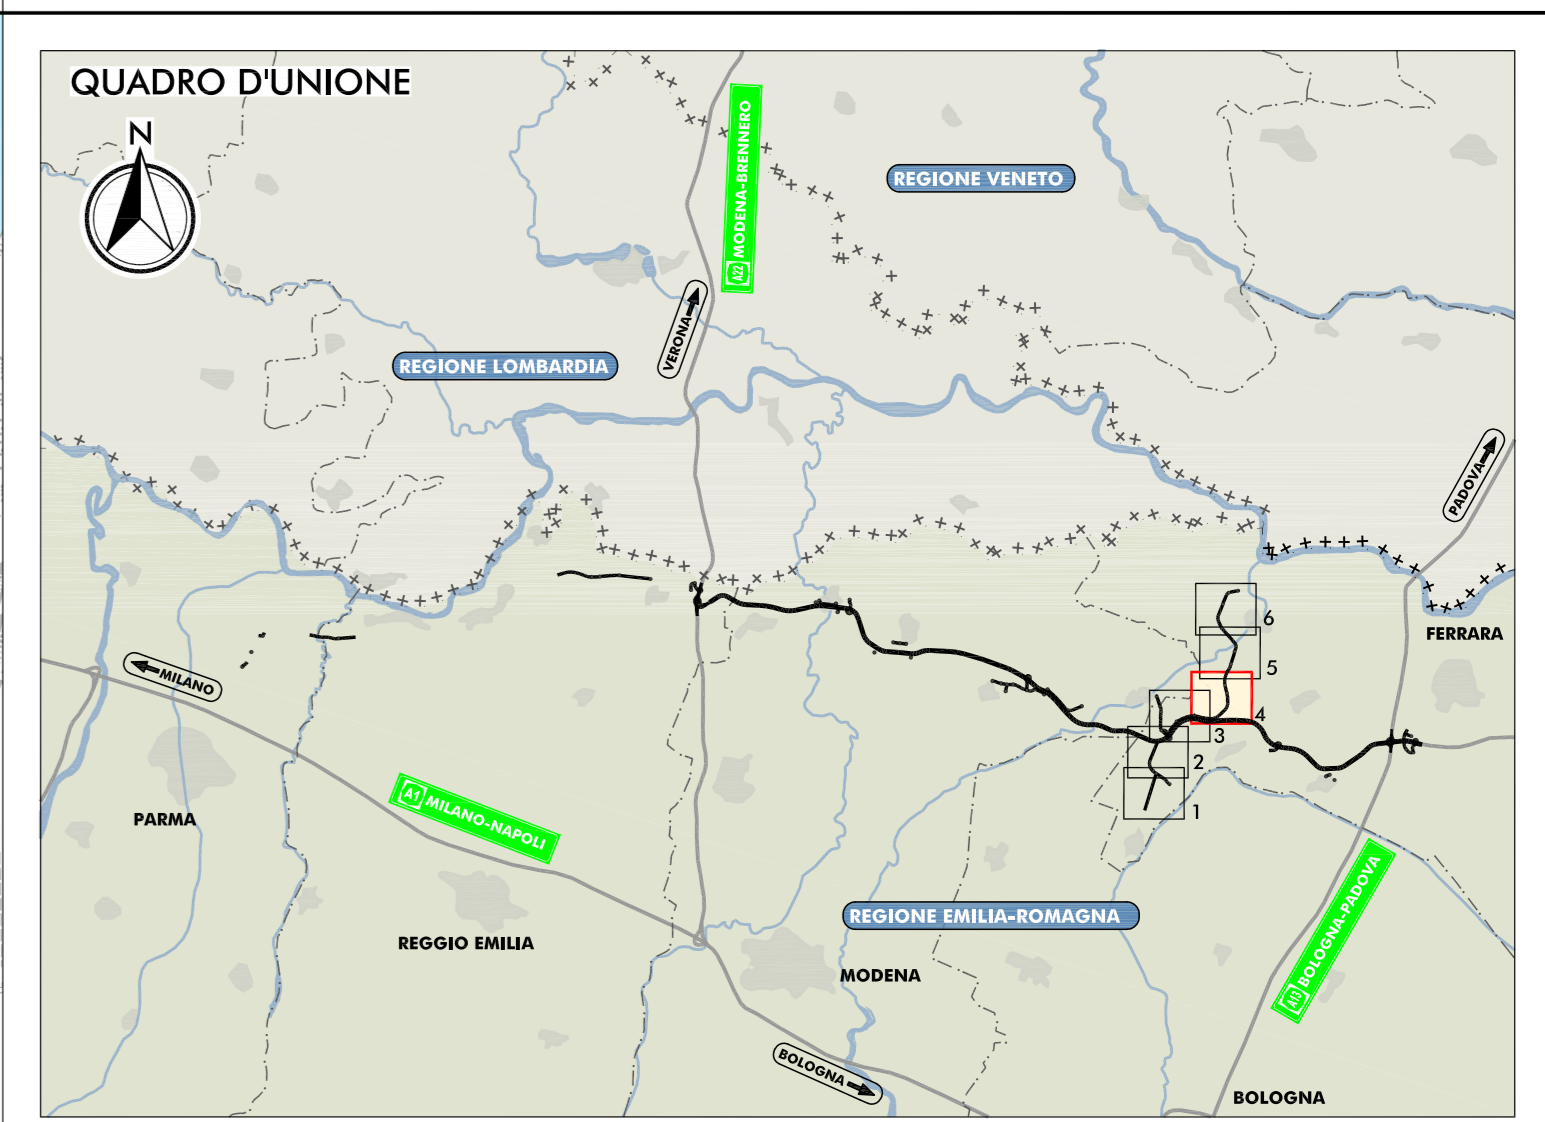 QUADRO D'UNIONE
N
A22 MODENA-BRENNERO
REGIONE VENETO
VERONA
REGIONE LOMBARDIA
PADOVA
6
FERRARA
5
MILANO
4
3
2
1
A1 MILANO-NAPOLI
PARMA
A13 BOLOGNA-PADOVA
REGIONE EMILIA-ROMAGNA
REGGIO EMILIA
MODENA
BOLOGNA
BOLOGNA